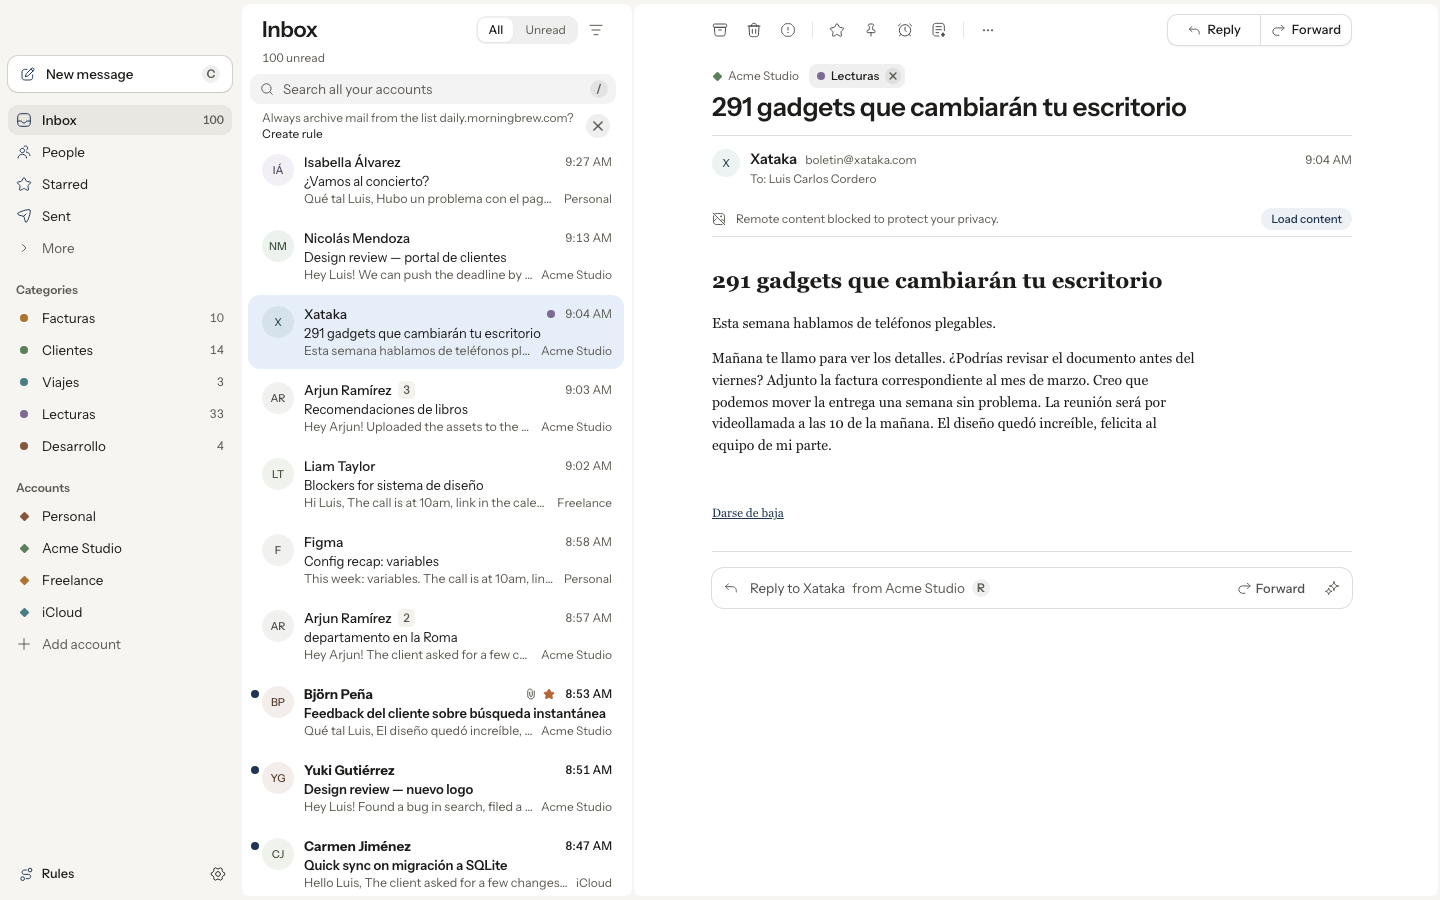 New message
C
Inbox
100
People
Starred
Sent
More
Categories
Facturas
10
Clientes
14
Viajes
3
Lecturas
33
Desarrollo
4
Accounts
Personal
Acme Studio
Freelance
iCloud
Add account
Rules
Inbox
All
Unread
100 unread
Search all your accounts
/
Always archive mail from the list daily.morningbrew.com?
Create rule
IÁ
Isabella Álvarez
9:27 AM
¿Vamos al concierto?
Qué tal Luis, Hubo un problema con el pag...
Personal
NM
Nicolás Mendoza
9:13 AM
Design review — portal de clientes
Hey Luis! We can push the deadline by ...
Acme Studio
X
Xataka
9:04 AM
291 gadgets que cambiarán tu escritorio
Esta semana hablamos de teléfonos pl...
Acme Studio
AR
Arjun Ramírez
3
9:03 AM
Recomendaciones de libros
Hey Arjun! Uploaded the assets to the ...
Acme Studio
LT
Liam Taylor
9:02 AM
Blockers for sistema de diseño
Hi Luis, The call is at 10am, link in the cale...
Freelance
F
Figma
8:58 AM
Config recap: variables
This week: variables. The call is at 10am, lin...
Personal
AR
Arjun Ramírez
2
8:57 AM
departamento en la Roma
Hey Arjun! The client asked for a few c...
Acme Studio
BP
Björn Peña
8:53 AM
Feedback del cliente sobre búsqueda instantánea
Qué tal Luis, El diseño quedó increíble, ...
Acme Studio
YG
Yuki Gutiérrez
8:51 AM
Design review — nuevo logo
Hey Luis! Found a bug in search, filed a ...
Acme Studio
CJ
Carmen Jiménez
8:47 AM
Quick sync on migración a SQLite
Hello Luis, The client asked for a few changes...
iCloud
Reply
Forward
Acme Studio
Lecturas
291 gadgets que cambiarán tu escritorio
X
Xataka
boletin@xataka.com
9:04 AM
To: Luis Carlos Cordero
Remote content blocked to protect your privacy.
Load content
291 gadgets que cambiarán tu escritorio
Esta semana hablamos de teléfonos plegables.
Mañana te llamo para ver los detalles. ¿Podrías revisar el documento antes del
viernes? Adjunto la factura correspondiente al mes de marzo. Creo que
podemos mover la entrega una semana sin problema. La reunión será por
videollamada a las 10 de la mañana. El diseño quedó increíble, felicita al
equipo de mi parte.
Darse de baja
Reply to Xataka
from Acme Studio
R
Forward